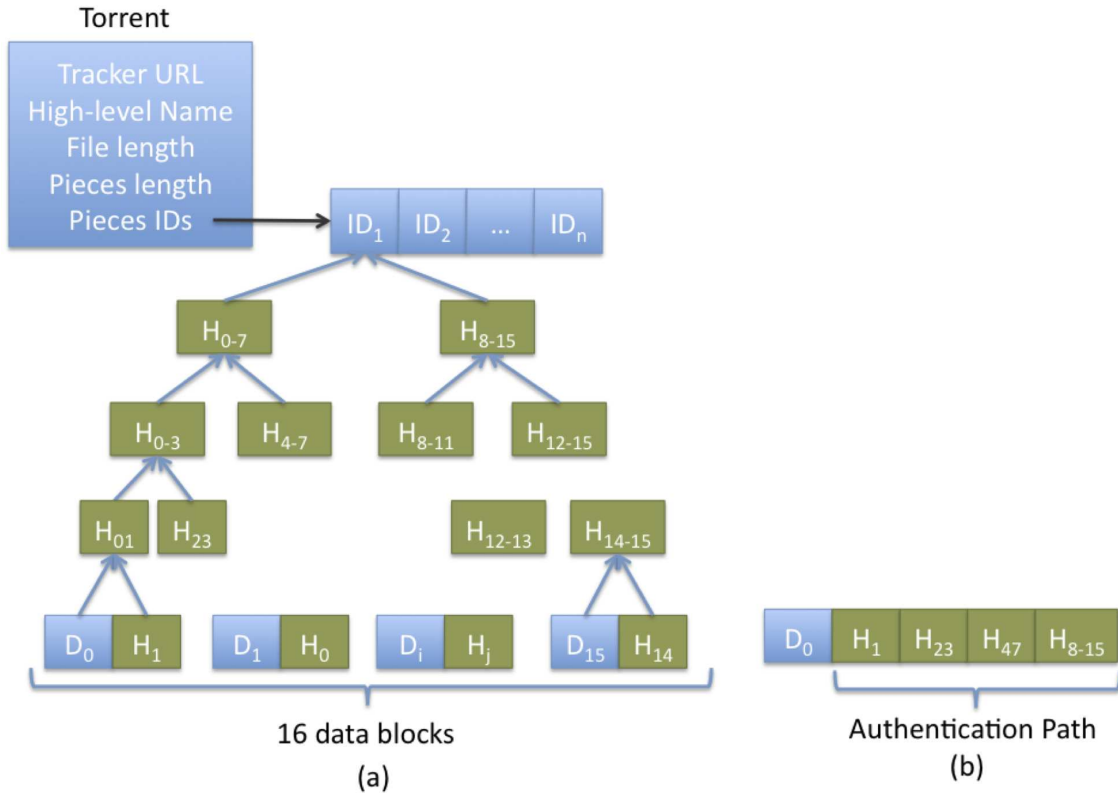 Torrent
Tracker URL
High-level Name
File length
Pieces length
Pieces IDs
ID1 ID2 ... IDn
H0-7 H8-15
H0-3 H4-7 H8-11 H12-15
H01 H23 H12-13 H14-15
D0 H1 D1 H0 Di Hj D15 H14
D0 H1 H23 H47 H8-15
16 data blocks
(a)
Authentication Path
(b)